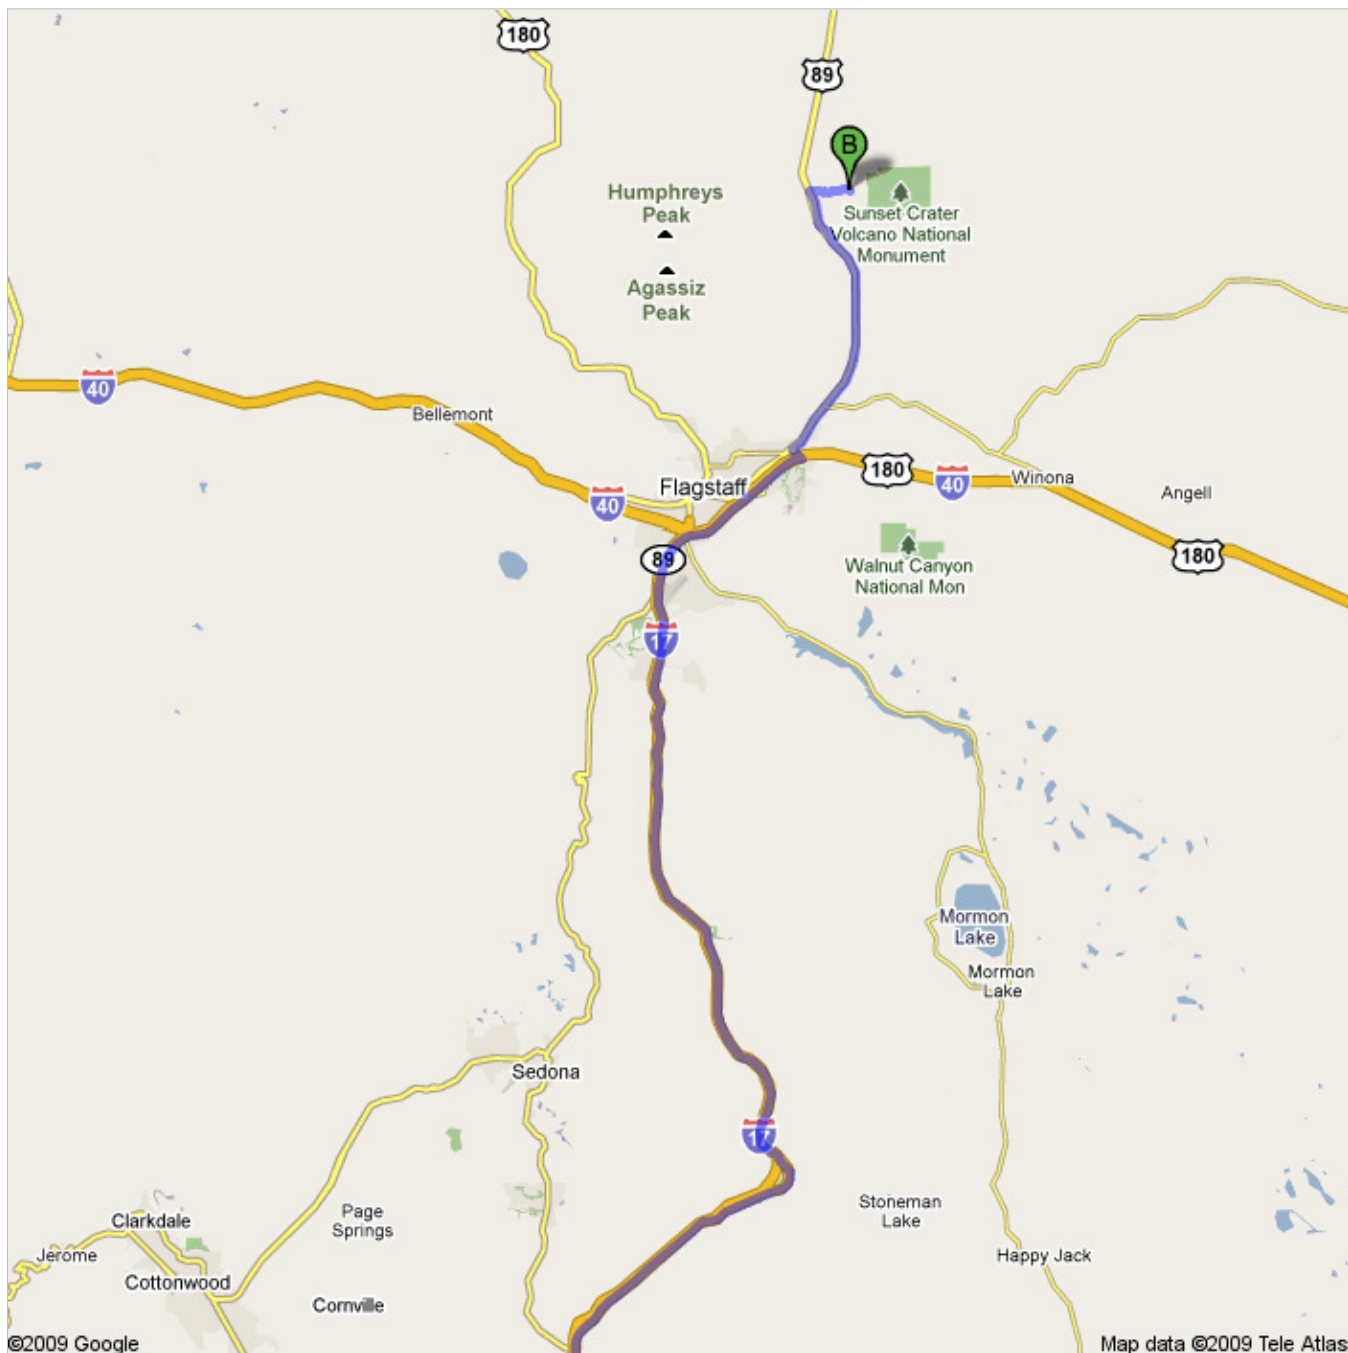 180
89
B
Humphreys
Peak
Sunset Crater
Volcano National
Monument
Agassiz
Peak
40
Bellemont
180
40
Winona
Flagstaff
Angell
40
89
180
Walnut Canyon
National Mon
17
Mormon
Lake
Mormon
Lake
Sedona
17
Stoneman
Lake
Page
Springs
Clarkdale
Jerome
Happy Jack
Cottonwood
Cornville
©2009 Google
Map data ©2009 Tele Atlas